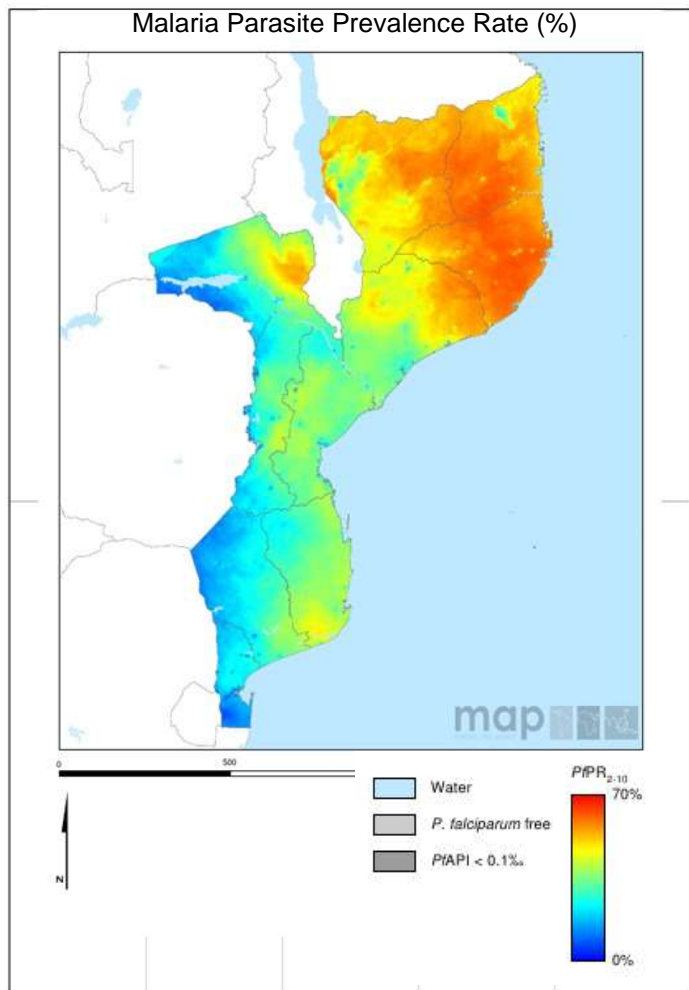 Malaria Parasite Prevalence Rate (%)
map
0
500
Water
P. falciparum free
PfAPI < 0.1‰
PfPR2-10
70%
0%
N